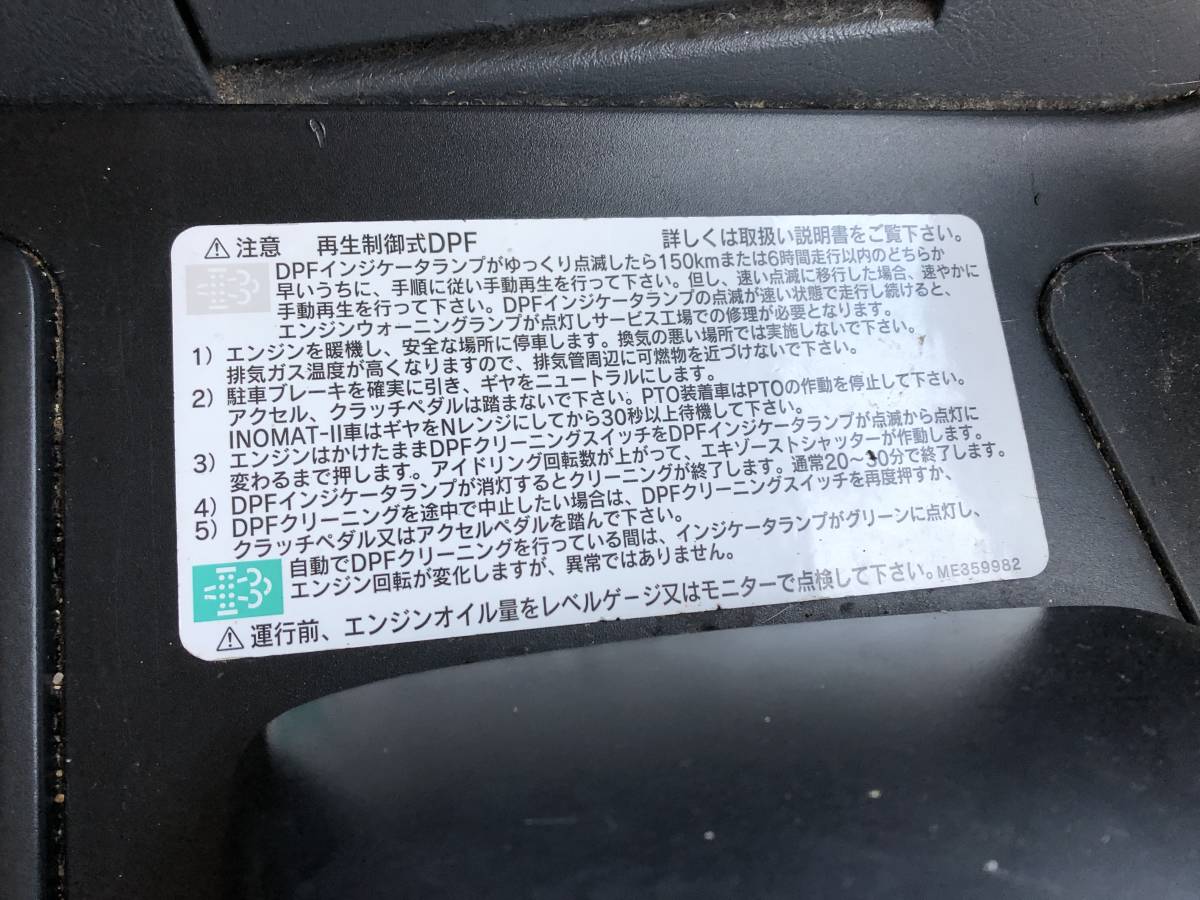 ⚠ 注意 再生制御式DPF 詳しくは取扱い説明書をご覧下さい。
DPFインジケータランプがゆっくり点滅したら150kmまたは6時間走行以内のどちらか
早いうちに、手順に従い手動再生を行って下さい。但し、速い点滅に移行した場合、速やかに
手動再生を行って下さい。DPFインジケータランプの点滅が速い状態で走行し続けると、
エンジンウォーニングランプが点灯しサービス工場での修理が必要となります。
1) エンジンを暖機し、安全な場所に停車します。換気の悪い場所では実施しないで下さい。
排気ガス温度が高くなりますので、排気管周辺に可燃物を近づけないで下さい。
2) 駐車ブレーキを確実に引き、ギヤをニュートラルにします。
アクセル、クラッチペダルは踏まないで下さい。PTO装着車はPTOの作動を停止して下さい。
INOMAT-II車はギヤをNレンジにしてから30秒以上待機して下さい。
3) エンジンはかけたままDPFクリーニングスイッチをDPFインジケータランプが点滅から点灯に
変わるまで押します。アイドリング回転数が上がって、エキゾーストシャッターが作動します。
4) DPFインジケータランプが消灯するとクリーニングが終了します。通常20～30分で終了します。
5) DPFクリーニングを途中で中止したい場合は、DPFクリーニングスイッチを再度押すか、
クラッチペダル又はアクセルペダルを踏んで下さい。
自動でDPFクリーニングを行っている間は、インジケータランプがグリーンに点灯し、
エンジン回転が変化しますが、異常ではありません。
⚠ 運行前、エンジンオイル量をレベルゲージ又はモニターで点検して下さい。ME859982